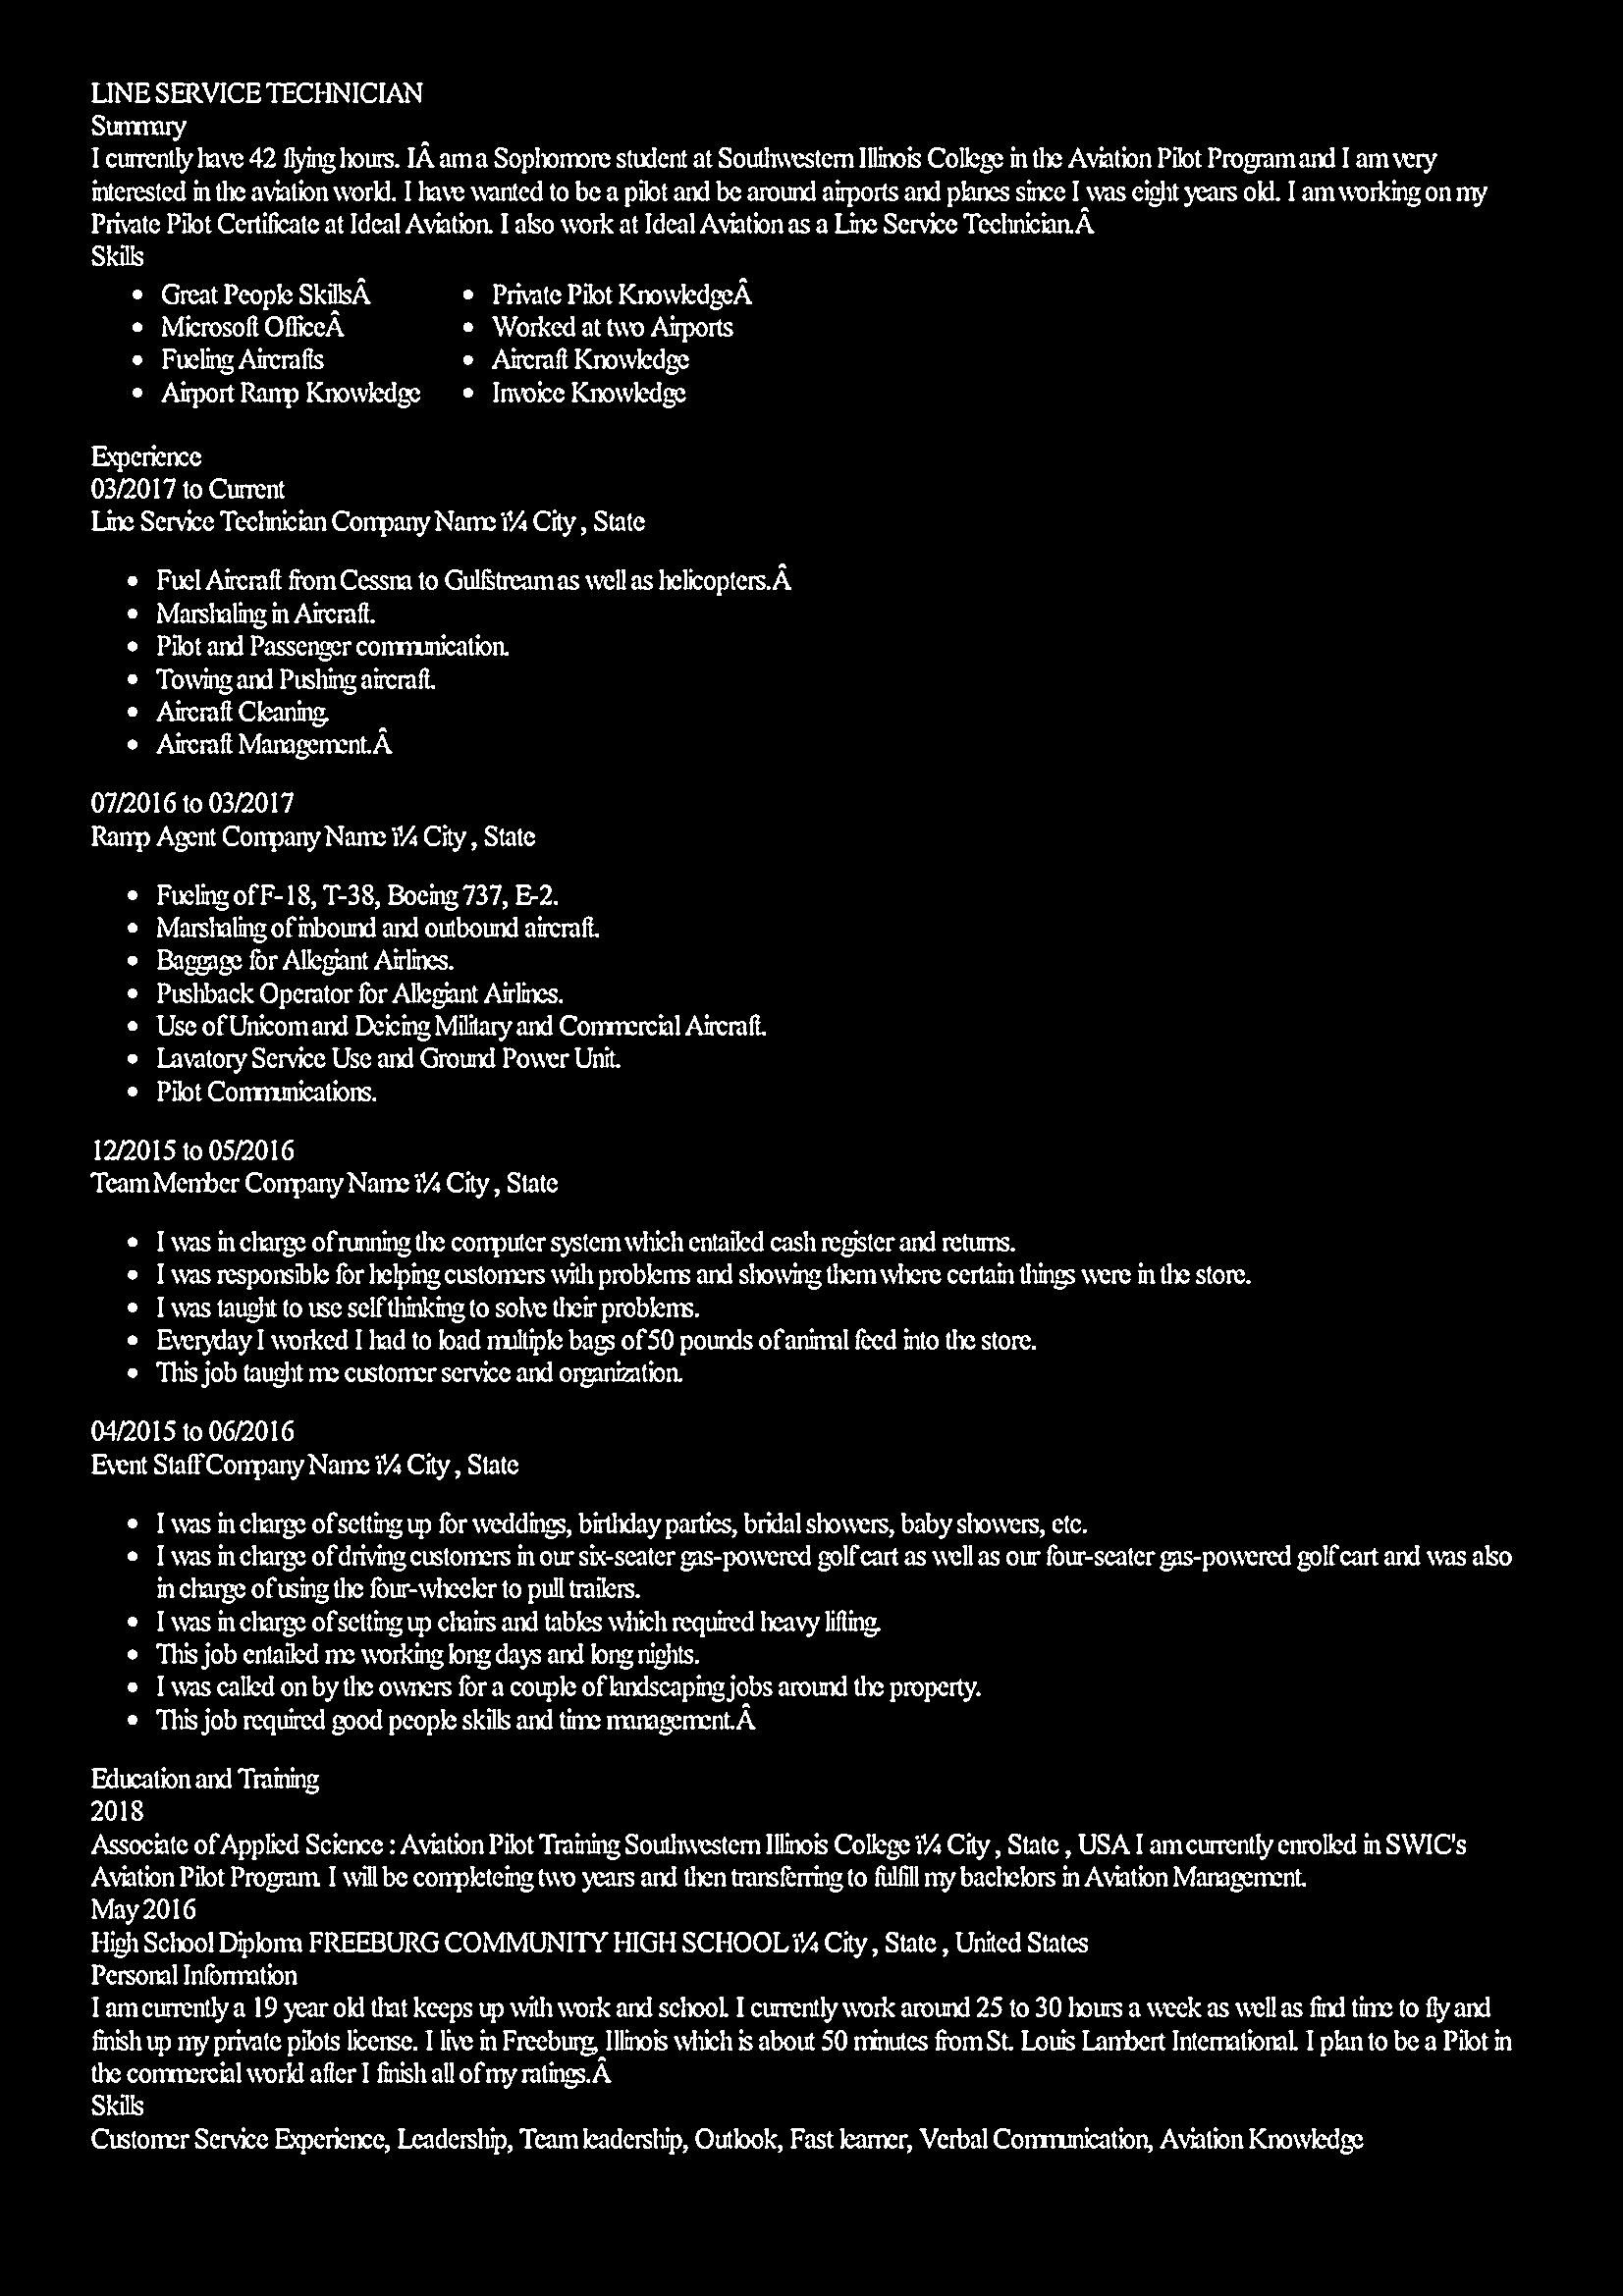 LINE SERVICE TECHNICIAN
Summary
I currently have 42 flying hours. IÂ am a Sophomore student at Southwestern Illinois College in the Aviation Pilot Program and I am very
interested in the aviation world. I have wanted to be a pilot and be around airports and planes since I was eight years old. I am working on my
Private Pilot Certificate at Ideal Aviation. I also work at Ideal Aviation as a Line Service Technician.Â
Skills
• Great People SkillsÂ
• Microsoft OfficeÂ
• Fueling Aircrafts
• Airport Ramp Knowledge
• Private Pilot KnowledgeÂ
• Worked at two Airports
• Aircraft Knowledge
• Invoice Knowledge
Experience
03/2017 to Current
Line Service Technician Company Name ï¼ City , State
• Fuel Aircraft from Cessna to Gulfstream as well as helicopters.Â
• Marshaling in Aircraft.
• Pilot and Passenger communication.
• Towing and Pushing aircraft.
• Aircraft Cleaning.
• Aircraft Management.Â
07/2016 to 03/2017
Ramp Agent Company Name ï¼ City , State
• Fueling of F-18, T-38, Boeing 737, E-2.
• Marshaling of inbound and outbound aircraft.
• Baggage for Allegiant Airlines.
• Pushback Operator for Allegiant Airlines.
• Use of Unicom and Deicing Military and Commercial Aircraft.
• Lavatory Service Use and Ground Power Unit.
• Pilot Communications.
12/2015 to 05/2016
Team Member Company Name ï¼ City , State
• I was in charge of running the computer system which entailed cash register and returns.
• I was responsible for helping customers with problems and showing them where certain things were in the store.
• I was taught to use self thinking to solve their problems.
• Everyday I worked I had to load multiple bags of 50 pounds of animal feed into the store.
• This job taught me customer service and organization.
04/2015 to 06/2016
Event Staff Company Name ï¼ City , State
• I was in charge of setting up for weddings, birthday parties, bridal showers, baby showers, etc.
• I was in charge of driving customers in our six-seater gas-powered golf cart as well as our four-seater gas-powered golf cart and was also
in charge of using the four-wheeler to pull trailers.
• I was in charge of setting up chairs and tables which required heavy lifting.
• This job entailed me working long days and long nights.
• I was called on by the owners for a couple of landscaping jobs around the property.
• This job required good people skills and time management.Â
Education and Training
2018
Associate of Applied Science : Aviation Pilot Training Southwestern Illinois College ï¼ City , State , USA I am currently enrolled in SWIC's
Aviation Pilot Program. I will be completeing two years and then transferring to fulfill my bachelors in Aviation Management.
May 2016
High School Diploma FREEBURG COMMUNITY HIGH SCHOOL ï¼ City , State , United States
Personal Information
I am currently a 19 year old that keeps up with work and school. I currently work around 25 to 30 hours a week as well as find time to fly and
finish up my private pilots license. I live in Freeburg, Illinois which is about 50 minutes from St. Louis Lambert International. I plan to be a Pilot in
the commercial world after I finish all of my ratings.Â
Skills
Customer Service Experience, Leadership, Team leadership, Outlook, Fast learner, Verbal Communication, Aviation Knowledge